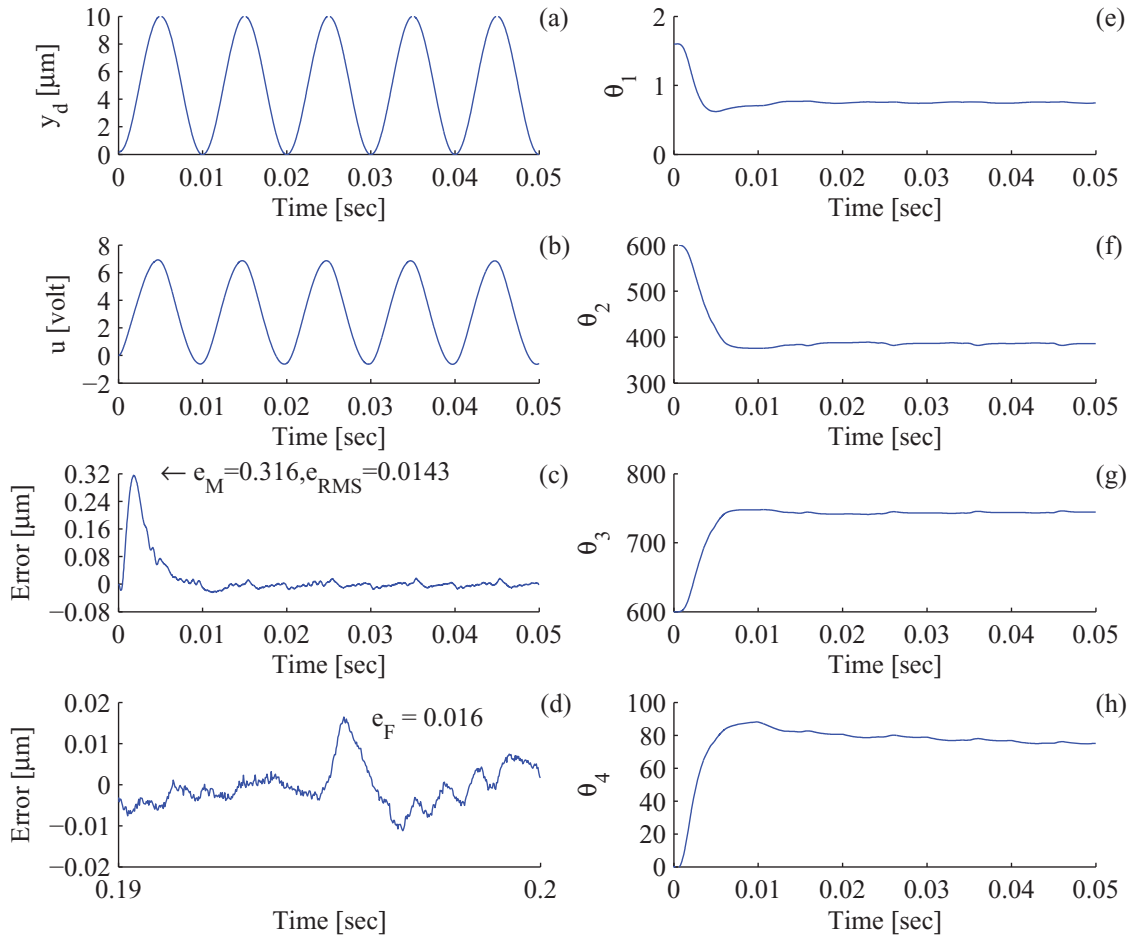 (a)
y_d [μm]
10
8
6
4
2
0
0 0.01 0.02 0.03 0.04 0.05
Time [sec]
(b)
u [volt]
8
6
4
2
0
−2
0 0.01 0.02 0.03 0.04 0.05
Time [sec]
(c)
← e_M=0.316,e_RMS=0.0143
Error [μm]
0.32
0.24
0.16
0.08
0
−0.08
0 0.01 0.02 0.03 0.04 0.05
Time [sec]
(d)
e_F = 0.016
Error [μm]
0.02
0.01
0
−0.01
0.02
0.19 0.2
Time [sec]
(e)
θ_1
2
1
0
0 0.01 0.02 0.03 0.04 0.05
Time [sec]
(f)
θ_2
600
500
400
300
0 0.01 0.02 0.03 0.04 0.05
Time [sec]
(g)
θ_3
800
700
600
0 0.01 0.02 0.03 0.04 0.05
Time [sec]
(h)
θ_4
100
80
60
40
20
0
0 0.01 0.02 0.03 0.04 0.05
Time [sec]